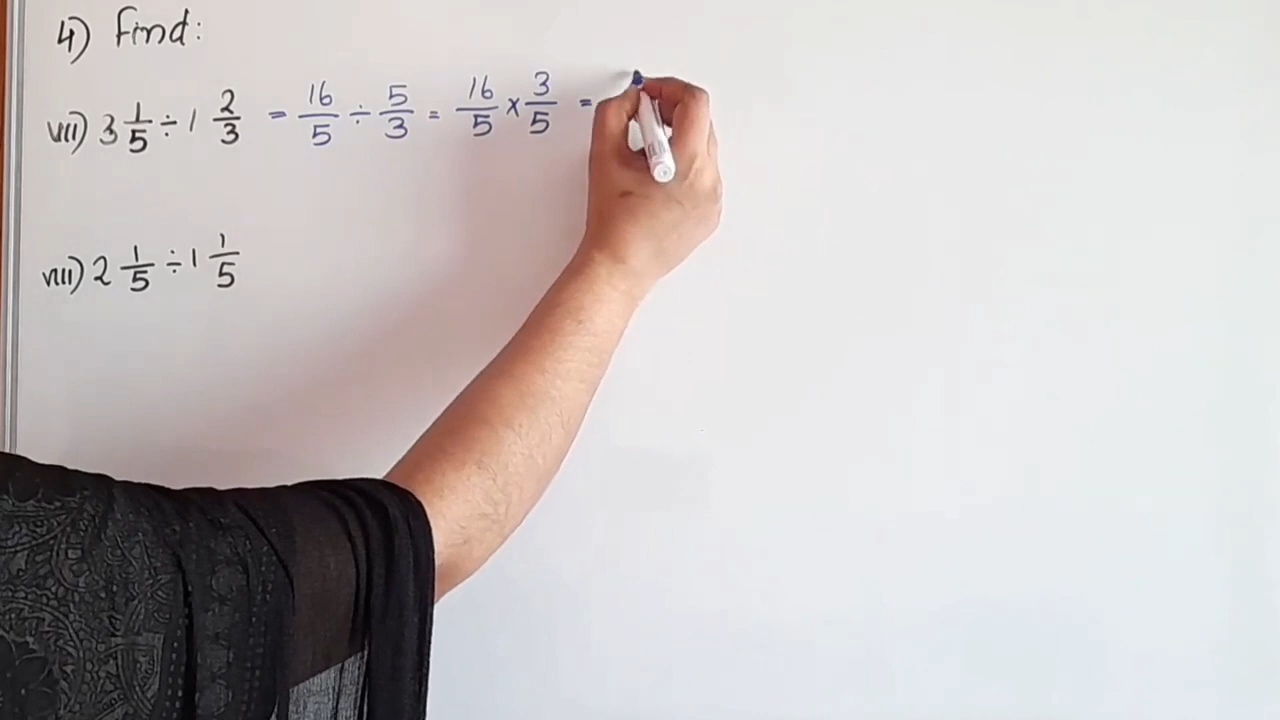 4) Find:
vii) 3 1/5 ÷ 1 2/3 = 16/5 ÷ 5/3 = 16/5 × 3/5 =
viii) 2 1/5 ÷ 1 1/5